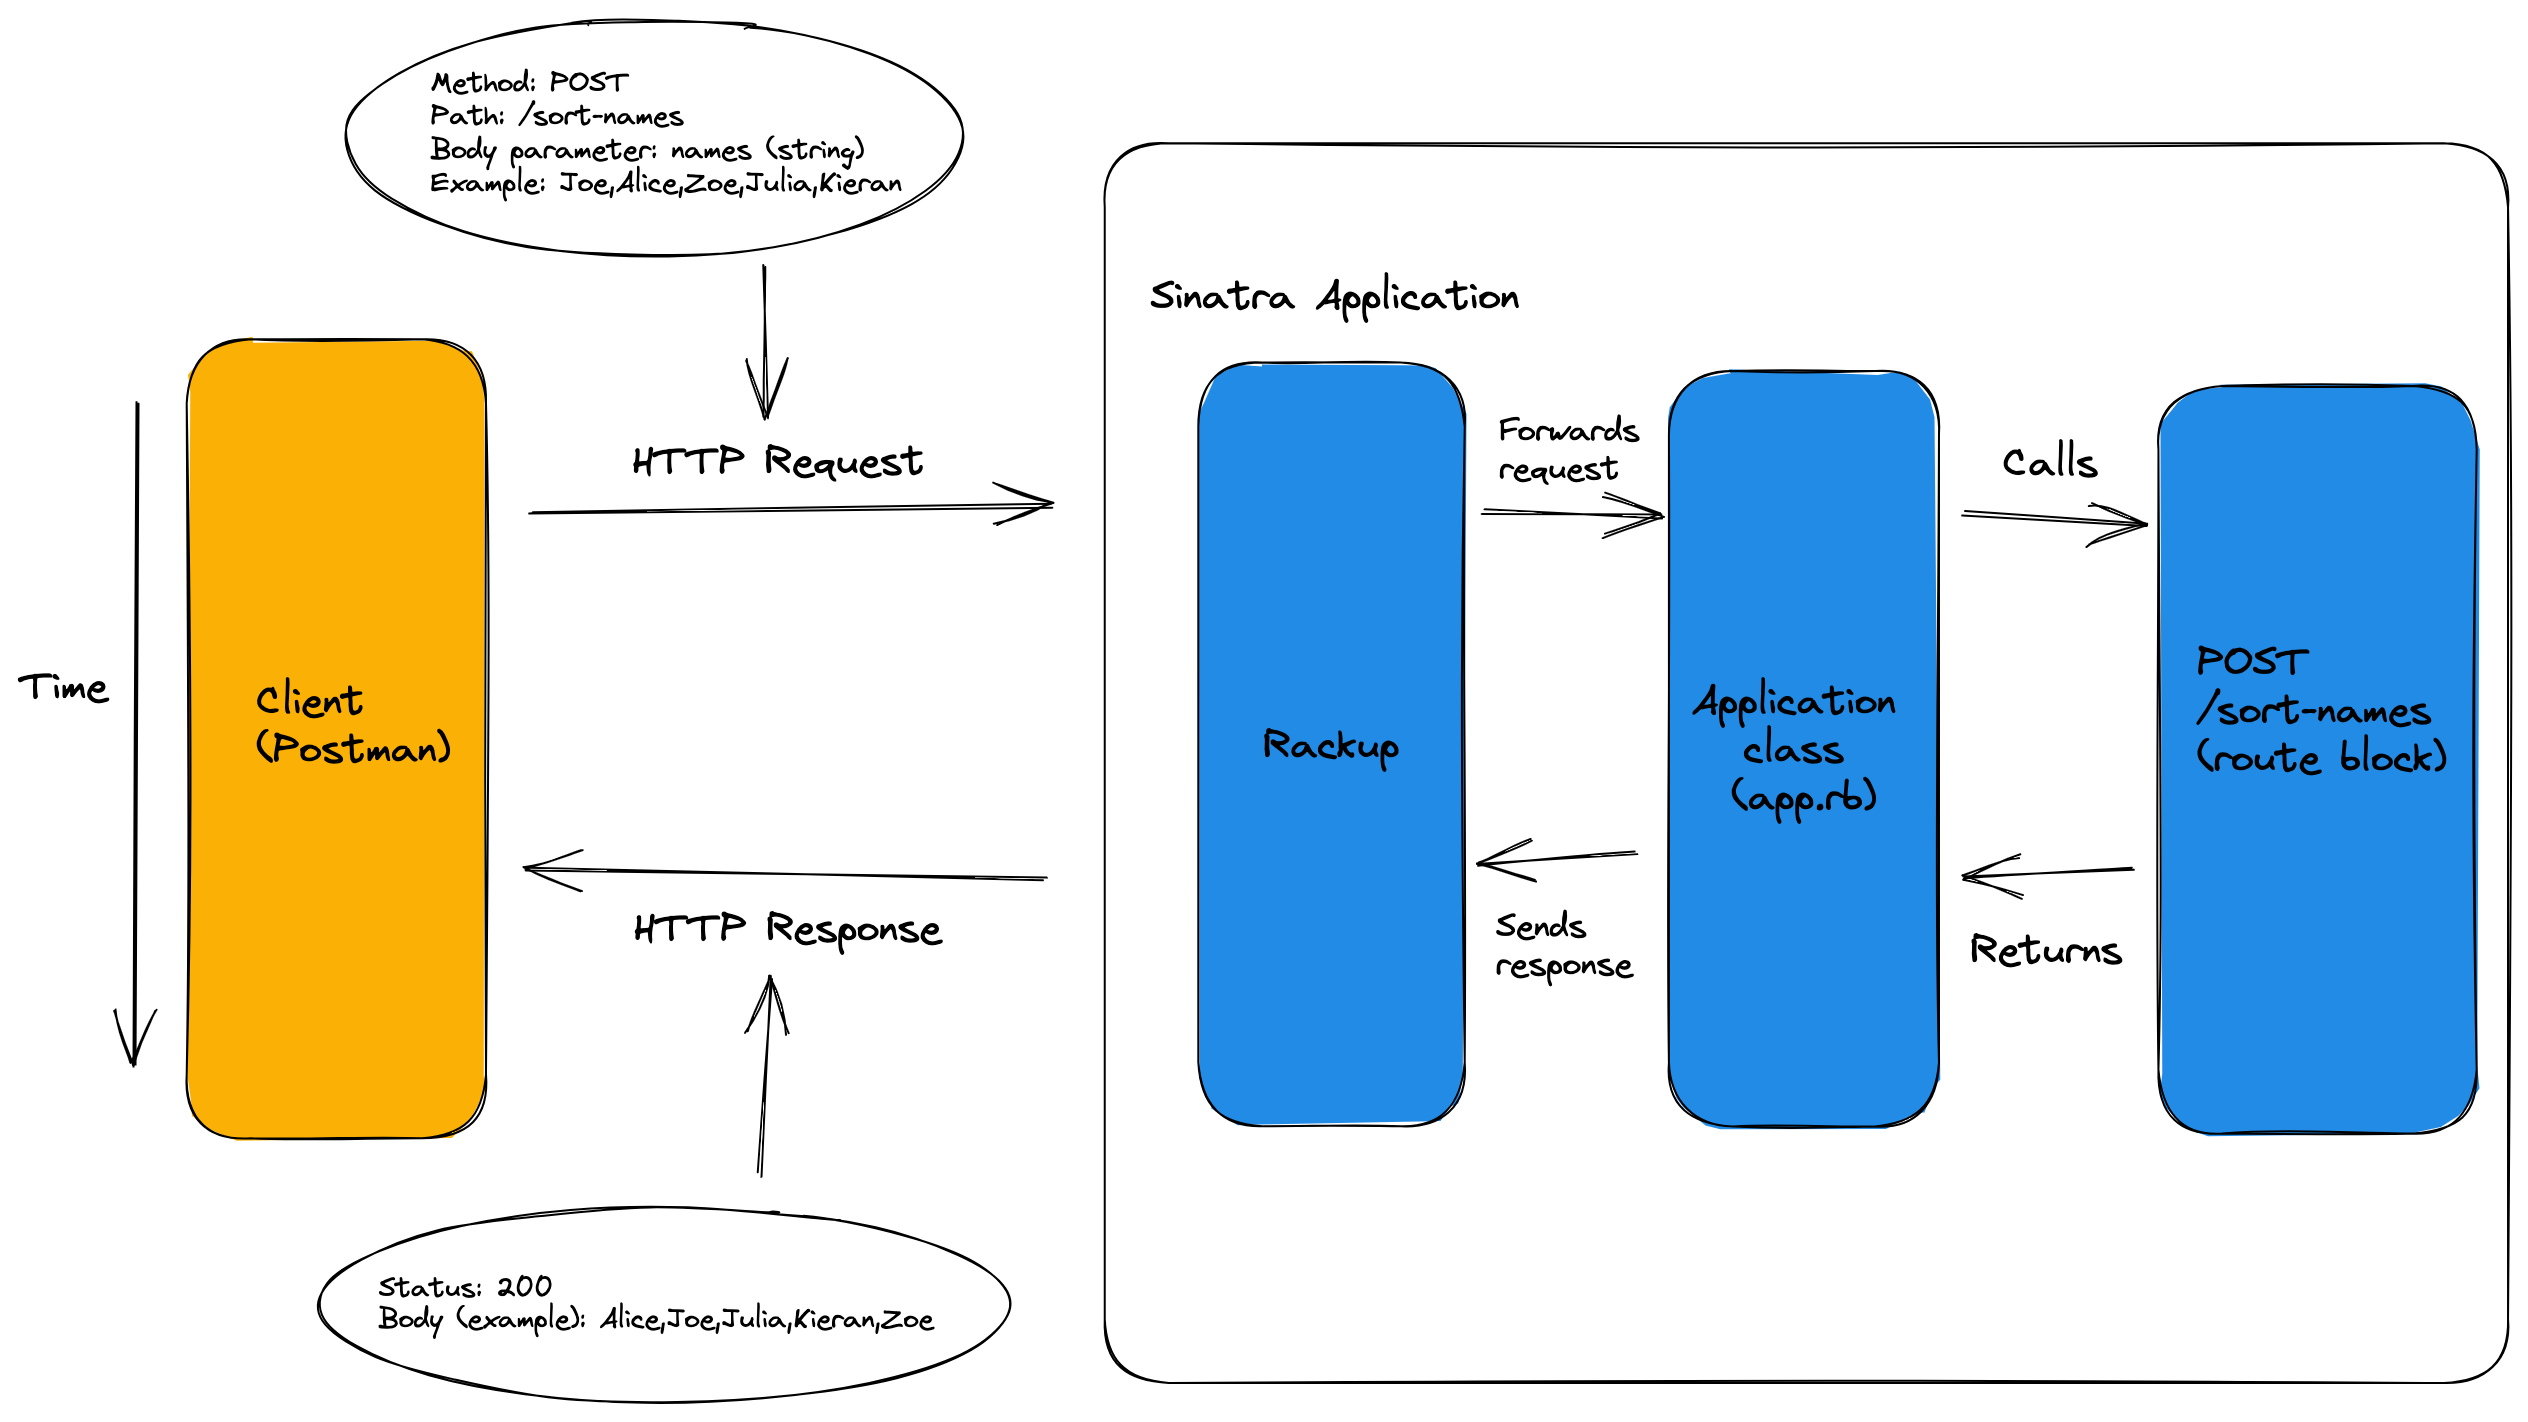 Method: POST
Path: /sort-names
Body parameter: names (string)
Example: Joe,Alice,Zoe,Julia,Kieran
Sinatra Application
HTTP Request
Forwards
request
Calls
Time
Client
(Postman)
Rackup
Application
class
(app.rb)
POST
/sort-names
(route block)
HTTP Response
Sends
response
Returns
Status: 200
Body (example): Alice,Joe,Julia,Kieran,Zoe